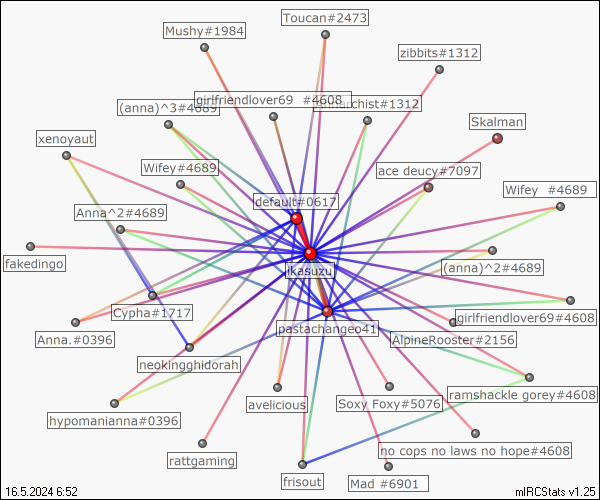 Toucan#2473
Mushy#1984
zibbits#1312
girlfriendlover69 #4608
(anna)^3#4689
Skalman
xenoyaut
Wifey#4689
ace deucy#7097
Wifey #4689
default#0617
Anna^2#4689
fakedingo
ikasuzu
(anna)^2#4689
Cypha#1717
girlfriendlover69#4608
pastachangeo41
Anna.#0396
AlpineRooster#2156
neokingghidorah
ramshackle gorey#4608
avelicious
Soxy Foxy#5076
hypomanianna#0396
no cops no laws no hope#4608
rattgaming
frisout
Mad #6901
16.5.2024 6:52
mIRCStats v1.25